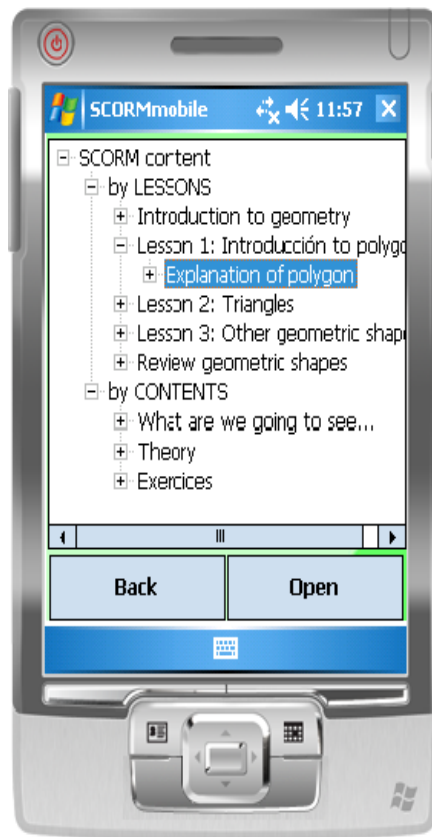 SCORMmobile 11:57
SCORM content
by LESSONS
Introduction to geometry
Lesson 1: Introducción to polygo
Explanation of polygon
Lesson 2: Triangles
Lesson 3: Other geometric shap
Review geometric shapes
by CONTENTS
What are we going to see...
Theory
Exercices
Back Open